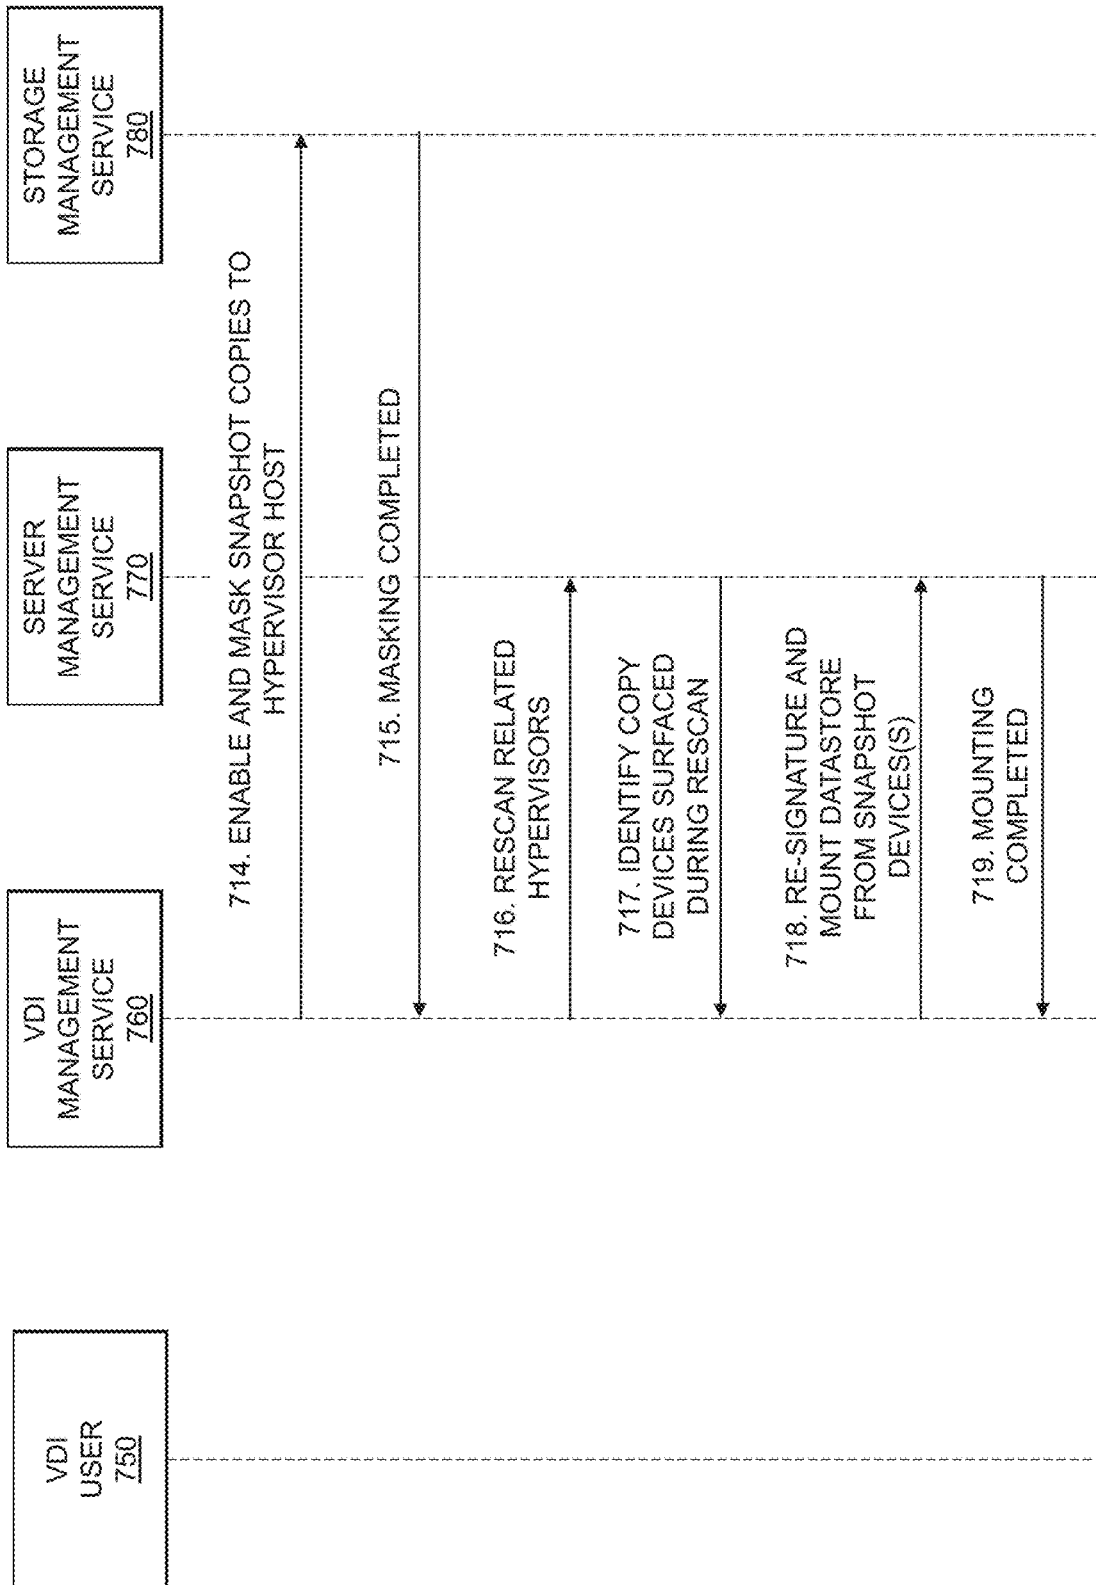 VDI
USER
750
VDI
MANAGEMENT
SERVICE
760
SERVER
MANAGEMENT
SERVICE
770
STORAGE
MANAGEMENT
SERVICE
780
714. ENABLE AND MASK SNAPSHOT COPIES TO
HYPERVISOR HOST
715. MASKING COMPLETED
716. RESCAN RELATED
HYPERVISORS
717. IDENTIFY COPY
DEVICES SURFACED
DURING RESCAN
718. RE-SIGNATURE AND
MOUNT DATASTORE
FROM SNAPSHOT
DEVICES(S)
719. MOUNTING
COMPLETED